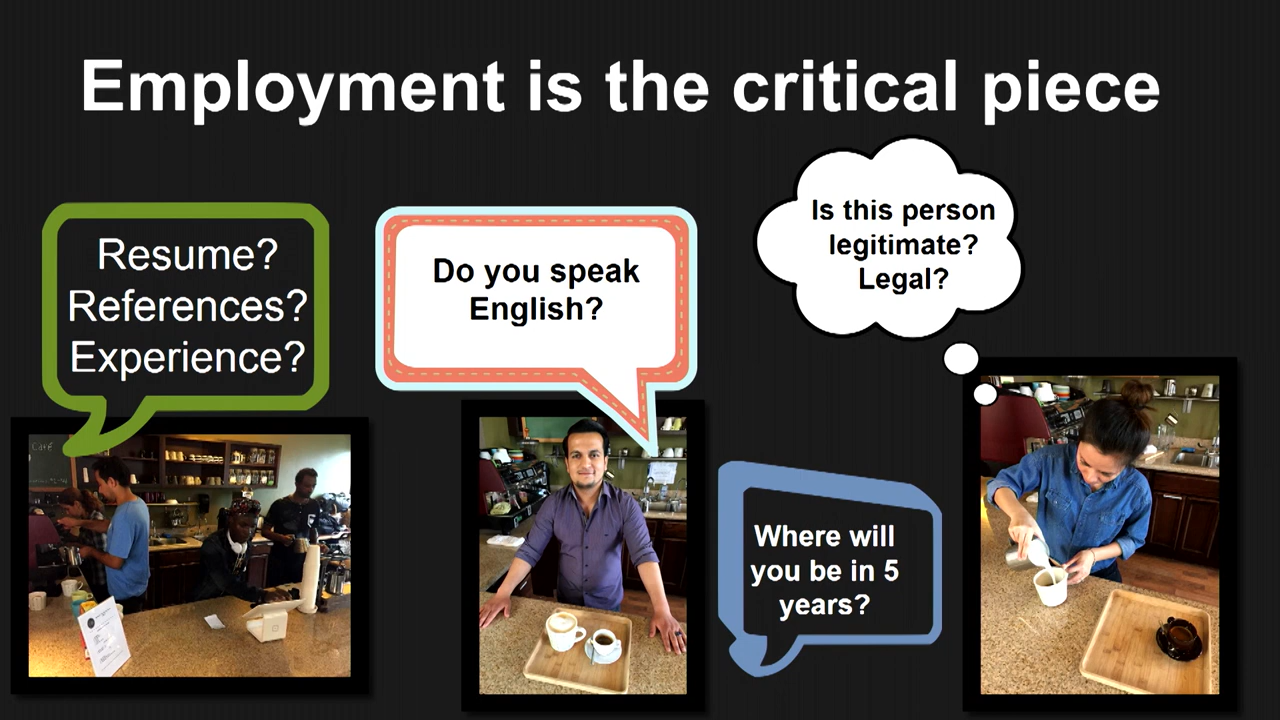 Employment is the critical piece
Resume?
References?
Experience?
Do you speak
English?
Is this person
legitimate?
Legal?
Where will
you be in 5
years?
Café